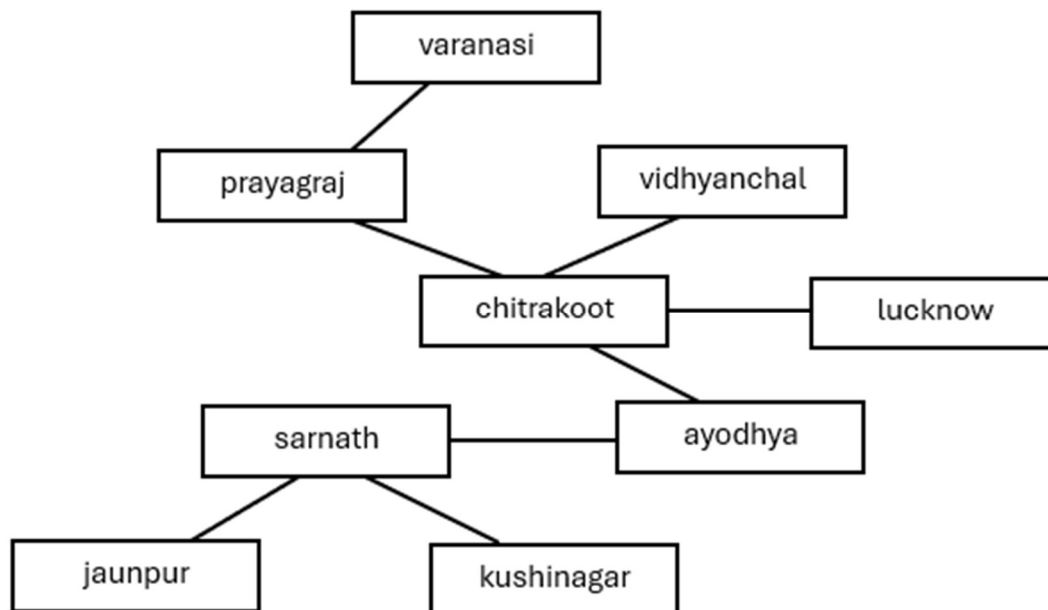 varanasi
prayagraj
vidhyanchal
chitrakoot
lucknow
sarnath
ayodhya
jaunpur
kushinagar